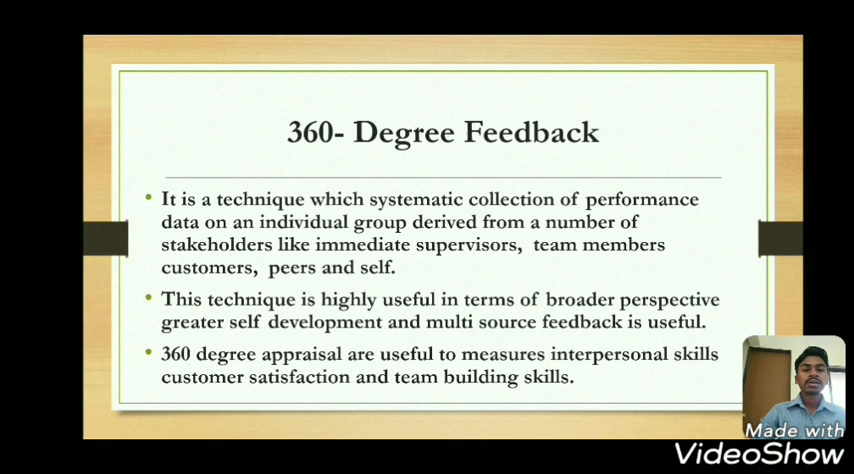 360- Degree Feedback
• It is a technique which systematic collection of performance
data on an individual group derived from a number of
stakeholders like immediate supervisors, team members
customers, peers and self.
• This technique is highly useful in terms of broader perspective
greater self development and multi source feedback is useful.
• 360 degree appraisal are useful to measures interpersonal skills
customer satisfaction and team building skills.
Made with
VideoShow